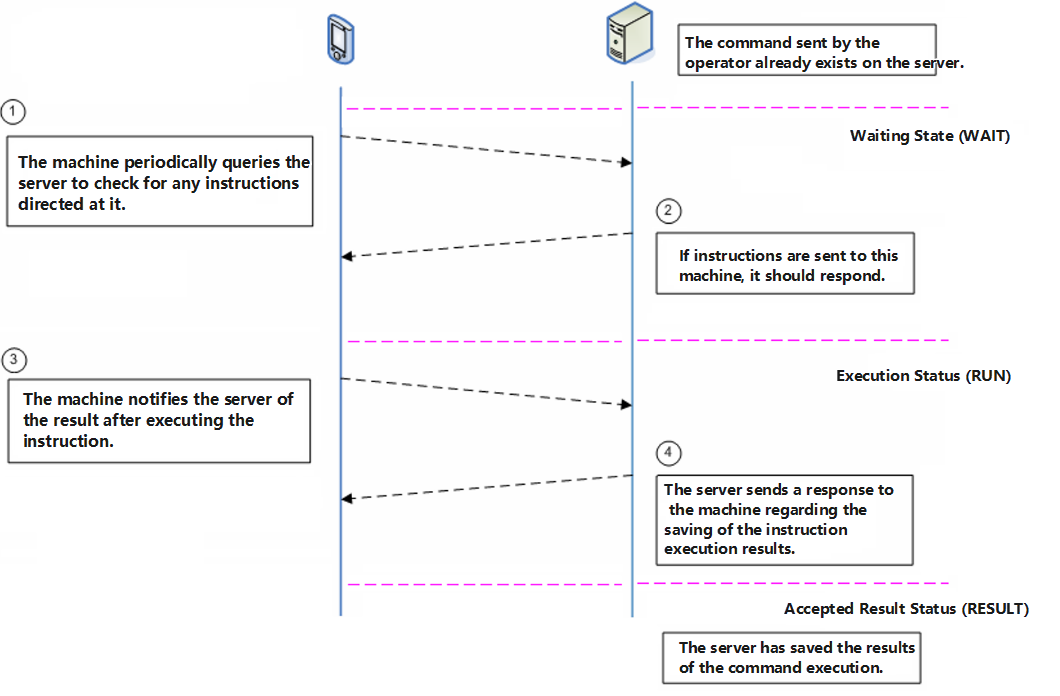 The command sent by the
operator already exists on the server.
1
Waiting State (WAIT)
The machine periodically queries the
server to check for any instructions
directed at it.
2
If instructions are sent to this
machine, it should respond.
3
Execution Status (RUN)
The machine notifies the server of
the result after executing the
instruction.
4
The server sends a response to
the machine regarding the
saving of the instruction
execution results.
Accepted Result Status (RESULT)
The server has saved the results
of the command execution.